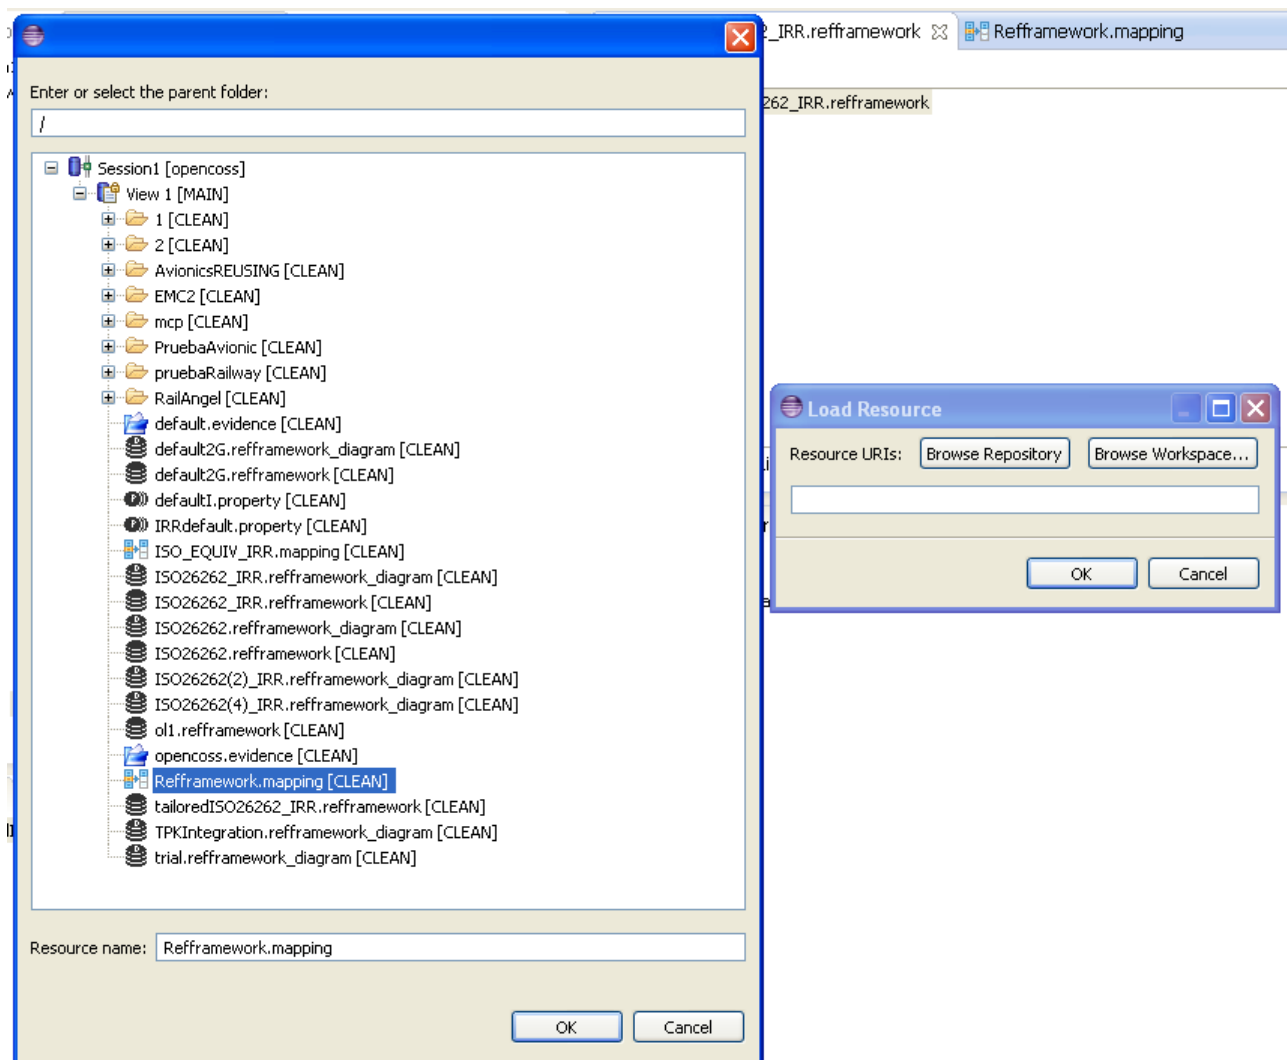 2_IRR.refframework
Refframework.mapping
Enter or select the parent folder:
/
262_IRR.refframework
Session1 [opencoss]
View 1 [MAIN]
1 [CLEAN]
2 [CLEAN]
AvionicsREUSING [CLEAN]
EMC2 [CLEAN]
mcp [CLEAN]
PruebaAvionic [CLEAN]
pruebaRailway [CLEAN]
RailAngel [CLEAN]
default.evidence [CLEAN]
default2G.refframework_diagram [CLEAN]
default2G.refframework [CLEAN]
defaultI.property [CLEAN]
IRRdefault.property [CLEAN]
ISO_EQUIV_IRR.mapping [CLEAN]
ISO26262_IRR.refframework_diagram [CLEAN]
ISO26262_IRR.refframework [CLEAN]
ISO26262.refframework_diagram [CLEAN]
ISO26262.refframework [CLEAN]
ISO26262(2)_IRR.refframework_diagram [CLEAN]
ISO26262(4)_IRR.refframework_diagram [CLEAN]
ol1.refframework [CLEAN]
opencoss.evidence [CLEAN]
Refframework.mapping [CLEAN]
tailoredISO26262_IRR.refframework [CLEAN]
TPKIntegration.refframework_diagram [CLEAN]
trial.refframework_diagram [CLEAN]
Resource name: Refframework.mapping
OK Cancel
Load Resource
Resource URIs: Browse Repository Browse Workspace...
OK Cancel